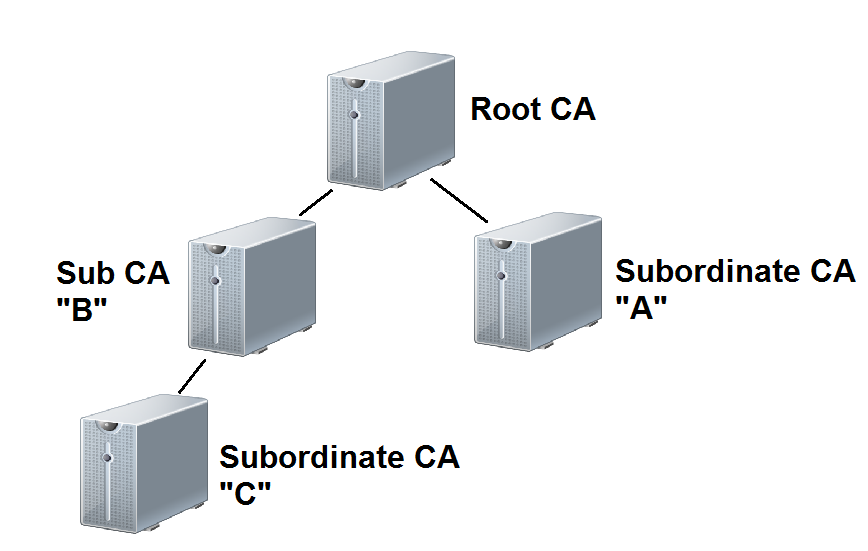 Root CA
Sub CA
"B"
Subordinate CA
"A"
Subordinate CA
"C"